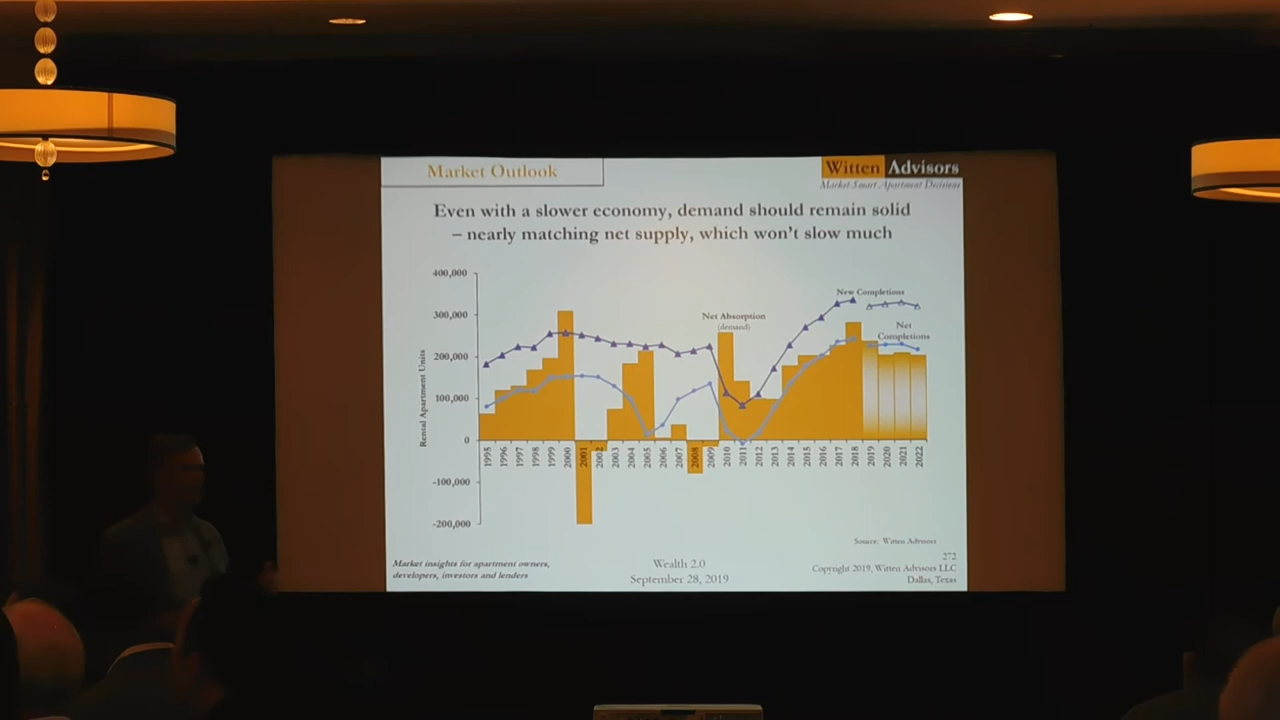 Market Outlook
Witten Advisors
Market-Smart Apartment Decisions
Even with a slower economy, demand should remain solid
– nearly matching net supply, which won't slow much
400,000
300,000
200,000
100,000
0
-100,000
-200,000
Rental Apartment Units
New Completions
Net Absorption
(demand)
Net
Completions
1995
1996
1997
1998
1999
2000
2001
2002
2003
2004
2005
2006
2007
2008
2009
2010
2011
2012
2013
2014
2015
2016
2017
2018
2019
2020
2021
2022
Source: Witten Advisors
Market insights for apartment owners,
developers, investors and lenders
Wealth 2.0
September 28, 2019
272
Copyright 2019, Witten Advisors LLC
Dallas, Texas